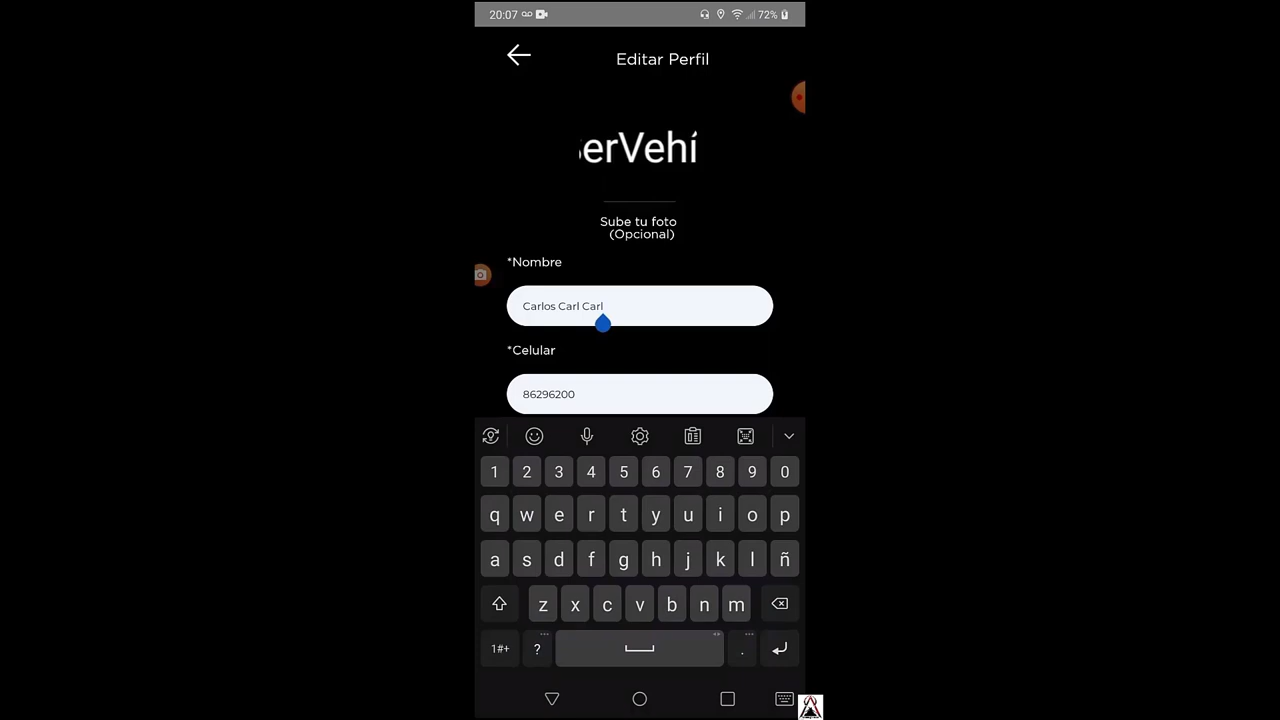 20:07 72%
Editar Perfil
erVehí
Sube tu foto
(Opcional)
*Nombre
Carlos Carl Carl
*Celular
86296200
1 2 3 4 5 6 7 8 9 0
q w e r t y u i o p
a s d f g h j k l ñ
z x c v b n m
1#+ ? .